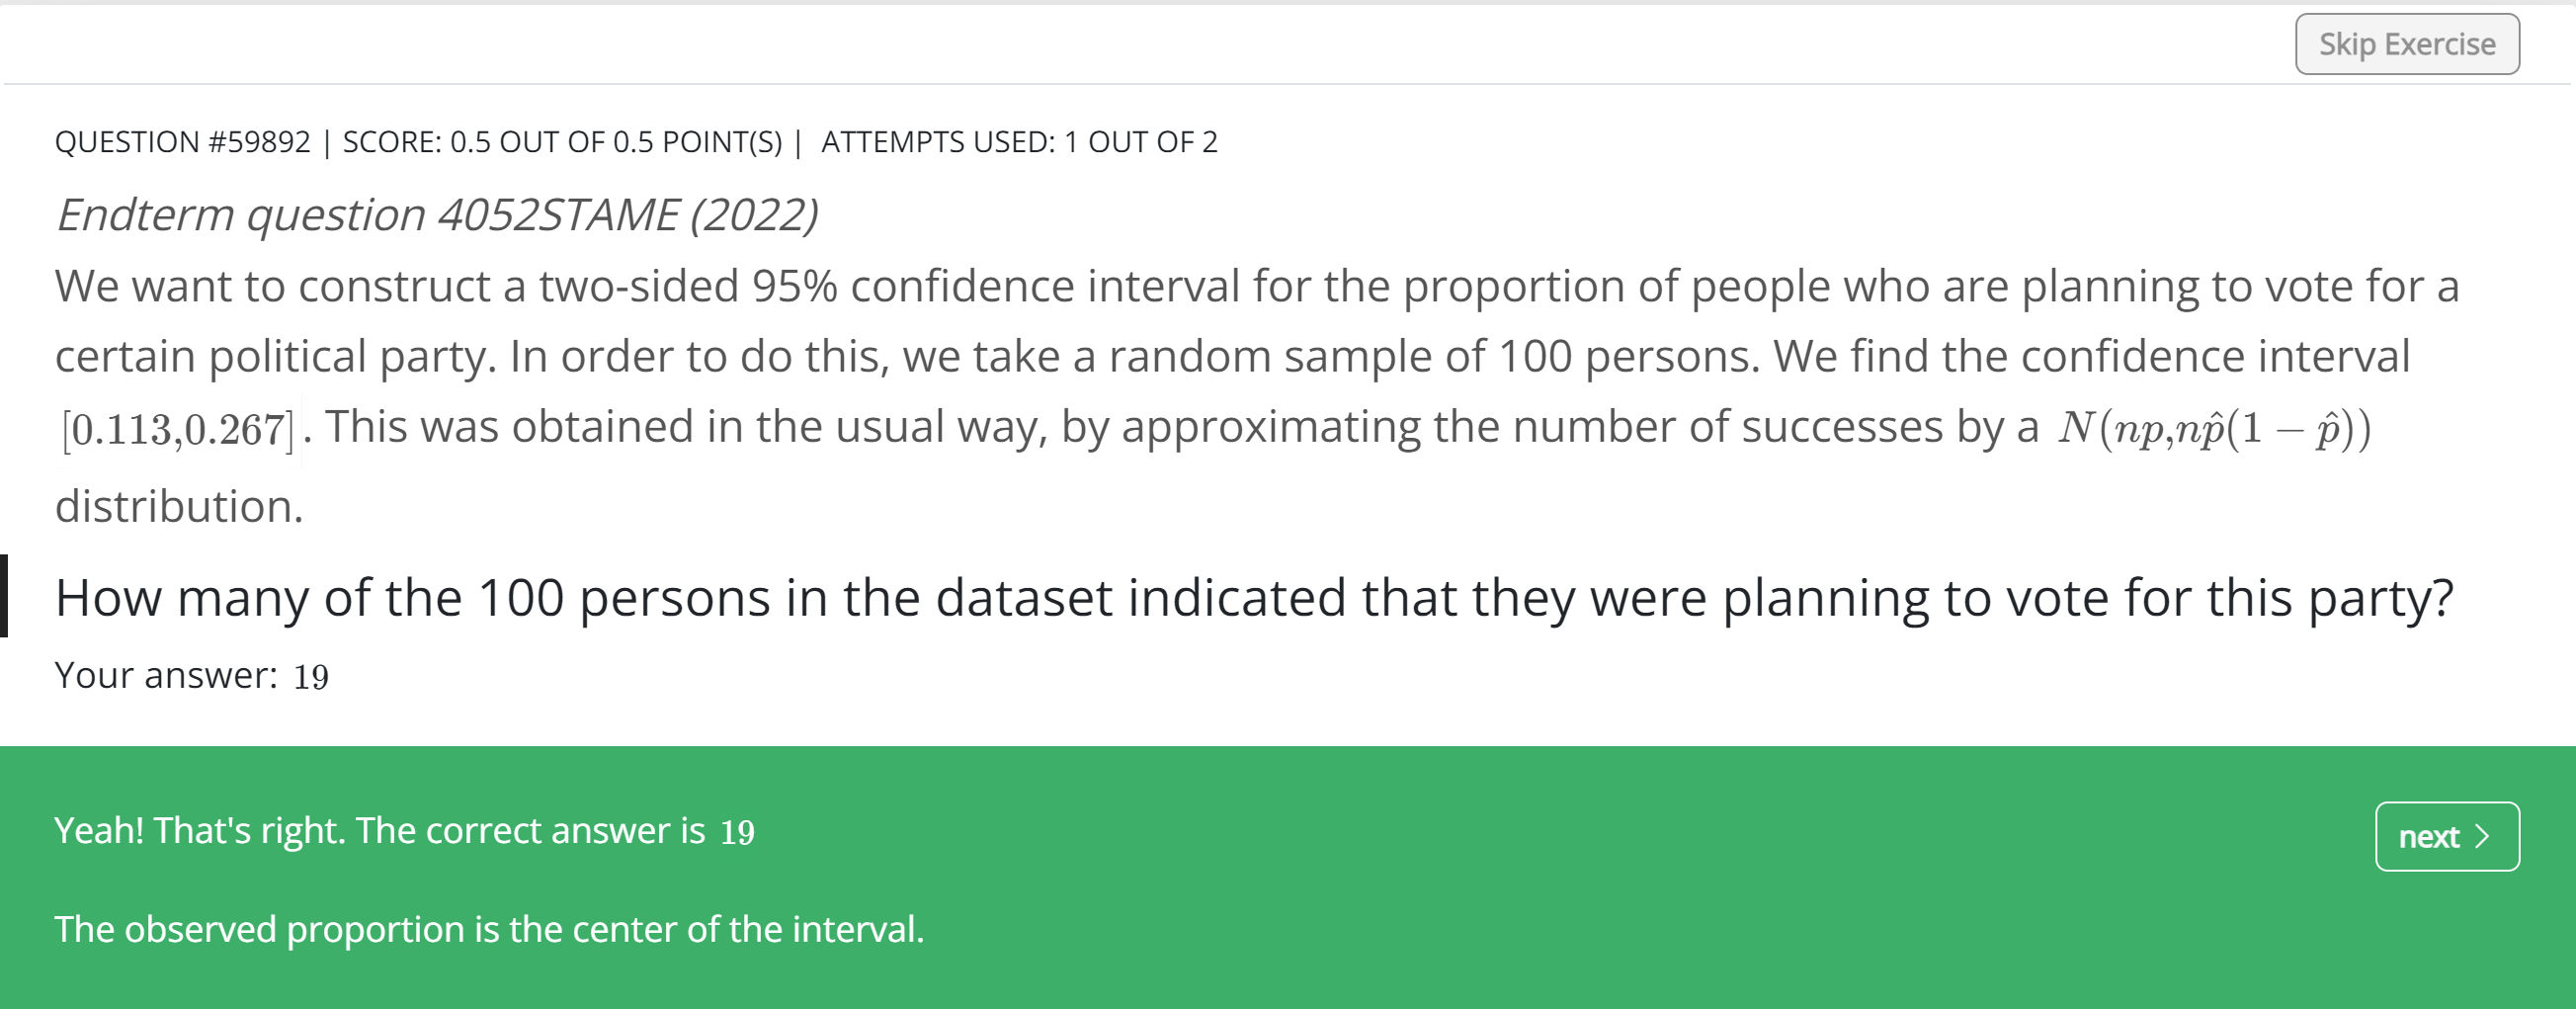 Skip Exercise
QUESTION #59892 | SCORE: 0.5 OUT OF 0.5 POINT(S) | ATTEMPTS USED: 1 OUT OF 2
Endterm question 4052STAME (2022)
We want to construct a two-sided 95% confidence interval for the proportion of people who are planning to vote for a
certain political party. In order to do this, we take a random sample of 100 persons. We find the confidence interval
[0.113,0.267]. This was obtained in the usual way, by approximating the number of successes by a N(np,np̂(1 − p̂))
distribution.
How many of the 100 persons in the dataset indicated that they were planning to vote for this party?
Your answer: 19
Yeah! That's right. The correct answer is 19
next >
The observed proportion is the center of the interval.